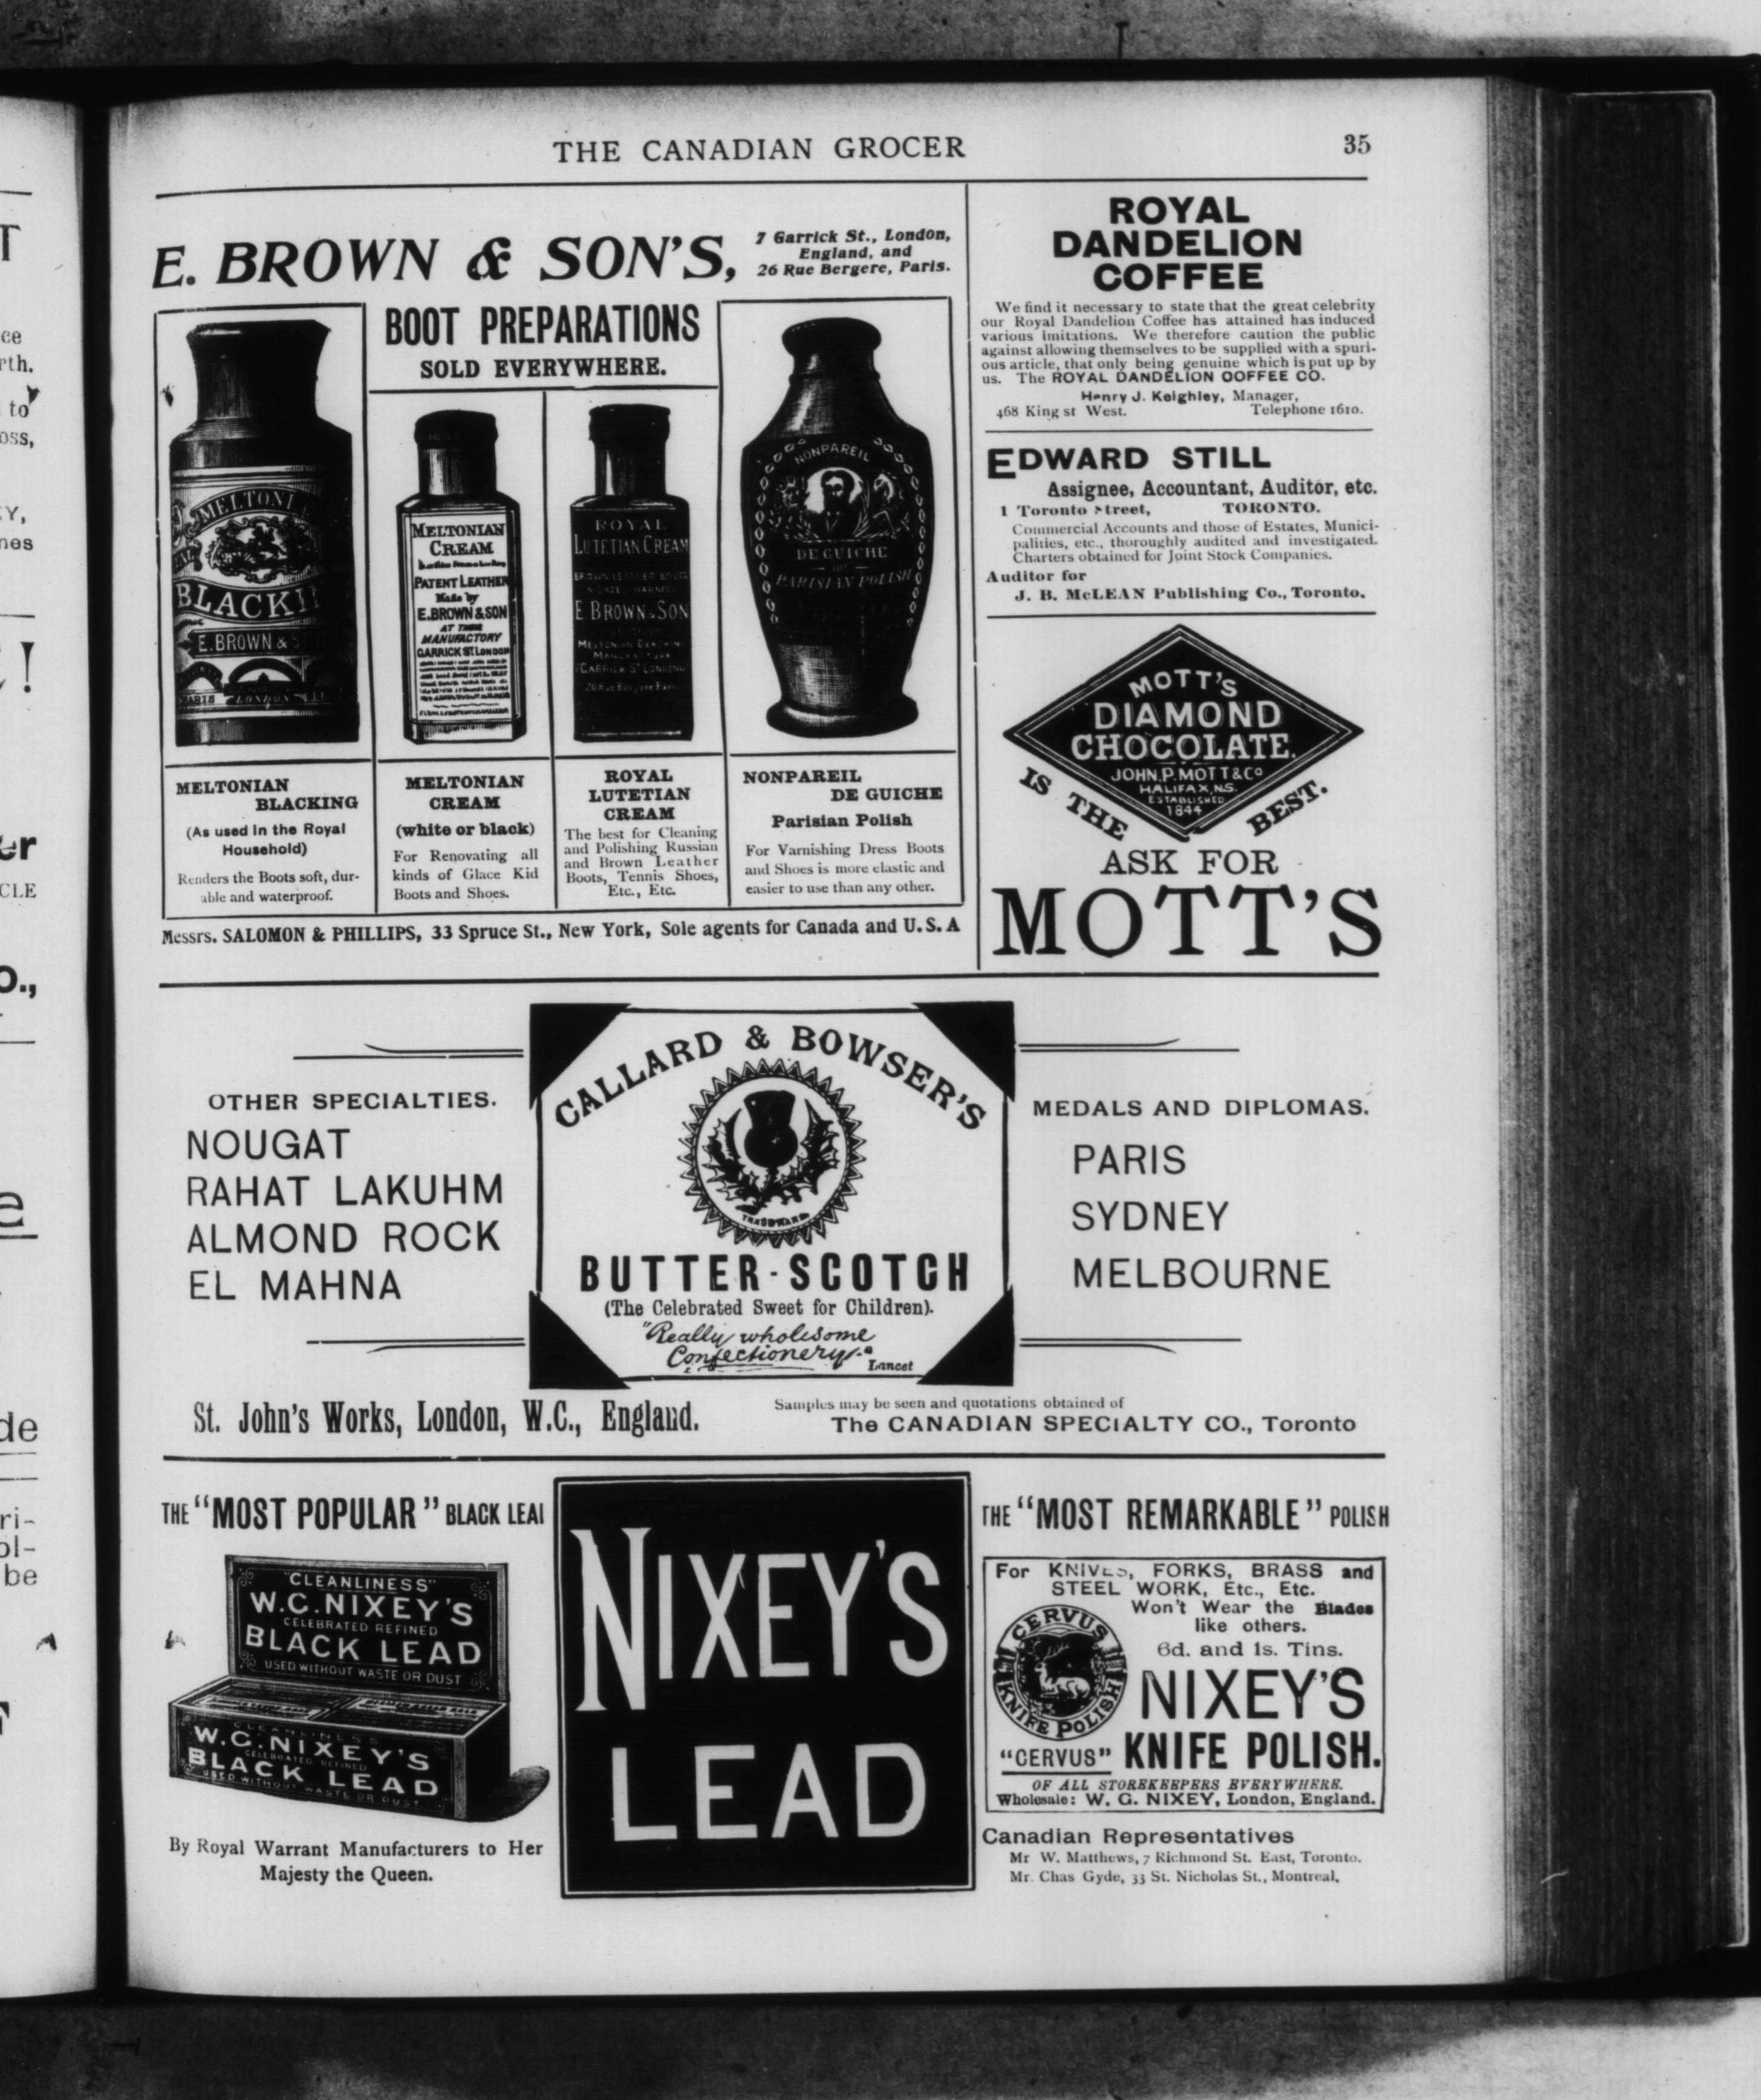 THE CANADIAN GROCER
35
E. BROWN & SON'S,
7 Garrick St., London,
England, and
26 Rue Bergere, Paris.
BOOT PREPARATIONS
SOLD EVERYWHERE.
BLACKI
E. BROWN &
PARIS
LONDON
MELTONIAN
CREAM
PATENT LEATHER
Made by
E. BROWN & SON
AT THEIR
MANUFACTORY
GARRICK ST. LONDON
ROYAL
LUTETIAN CREAM
E. BROWN & SON
NONPAREIL
DE GUICHE
OR
PARISIAN POLISH
MELTONIAN
BLACKING
(As used in the Royal
Household)
Renders the Boots soft, dur-
able and waterproof.
MELTONIAN
CREAM
(white or black)
For Renovating all
kinds of Glace Kid
Boots and Shoes.
ROYAL
LUTETIAN
CREAM
The best for Cleaning
and Polishing Russian
and Brown Leather
Boots, Tennis Shoes,
Etc., Etc.
NONPAREIL
DE GUICHE
Parisian Polish
For Varnishing Dress Boots
and Shoes is more elastic and
easier to use than any other.
Messrs. SALOMON & PHILLIPS, 33 Spruce St., New York, Sole agents for Canada and U. S. A
ROYAL
DANDELION
COFFEE
We find it necessary to state that the great celebrity
our Royal Dandelion Coffee has attained has induced
various imitations. We therefore caution the public
against allowing themselves to be supplied with a spuri-
ous article, that only being genuine which is put up by
us. The ROYAL DANDELION COFFEE CO.
Henry J. Keighley, Manager,
468 King st West. Telephone 1610.
EDWARD STILL
Assignee, Accountant, Auditor, etc.
1 Toronto Street, TORONTO.
Commercial Accounts and those of Estates, Munici-
palities, etc., thoroughly audited and investigated.
Charters obtained for Joint Stock Companies.
Auditor for
J. B. McLEAN Publishing Co., Toronto.
MOTT'S
DIAMOND
CHOCOLATE.
JOHN. P. MOTT & Co
HALIFAX, N.S.
ESTABLISHED
1844
IS THE BEST.
ASK FOR
MOTT'S
OTHER SPECIALTIES.
NOUGAT
RAHAT LAKUHM
ALMOND ROCK
EL MAHNA
CALLARD & BOWSER'S
TRADE MARK
BUTTER-SCOTCH
(The Celebrated Sweet for Children).
"Really wholesome
Confectionery."
Lancet
MEDALS AND DIPLOMAS.
PARIS
SYDNEY
MELBOURNE
St. John's Works, London, W.C., England.
Samples may be seen and quotations obtained of
The CANADIAN SPECIALTY CO., Toronto
THE "MOST POPULAR" BLACK LEAD
"CLEANLINESS"
W. G. NIXEY'S
CELEBRATED REFINED
BLACK LEAD
USED WITHOUT WASTE OR DUST
CLEANLINESS
W. G. NIXEY'S
CELEBRATED REFINED
BLACK LEAD
USED WITHOUT WASTE OR DUST
By Royal Warrant Manufacturers to Her
Majesty the Queen.
NIXEY'S
LEAD
THE "MOST REMARKABLE" POLISH
For KNIVES, FORKS, BRASS and
STEEL WORK, Etc., Etc.
Won't Wear the Blades
like others.
6d. and 1s. Tins.
CERVUS
KNIFE POLISH
NIXEY'S
"CERVUS" KNIFE POLISH.
OF ALL STOREKEEPERS EVERYWHERE.
Wholesale: W. G. NIXEY, London, England.
Canadian Representatives
Mr W. Matthews, 7 Richmond St. East, Toronto.
Mr. Chas Gyde, 33 St. Nicholas St., Montreal,